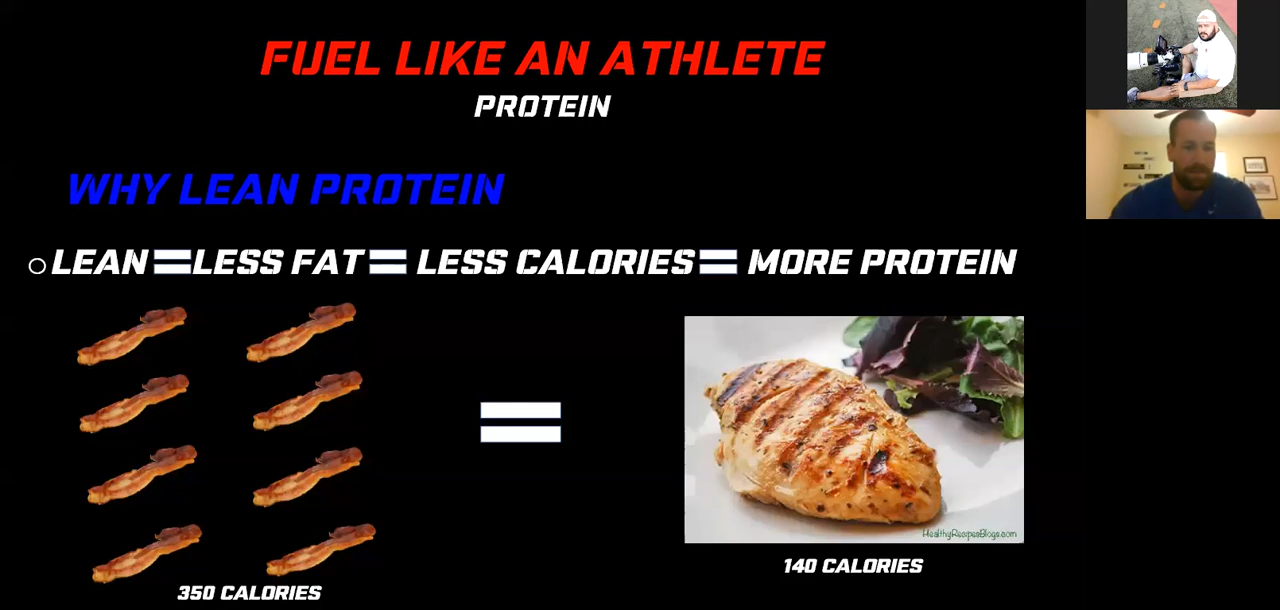 FUEL LIKE AN ATHLETE
PROTEIN
WHY LEAN PROTEIN
LEAN = LESS FAT = LESS CALORIES = MORE PROTEIN
=
HealthyRecipesBlogs.com
350 CALORIES
140 CALORIES